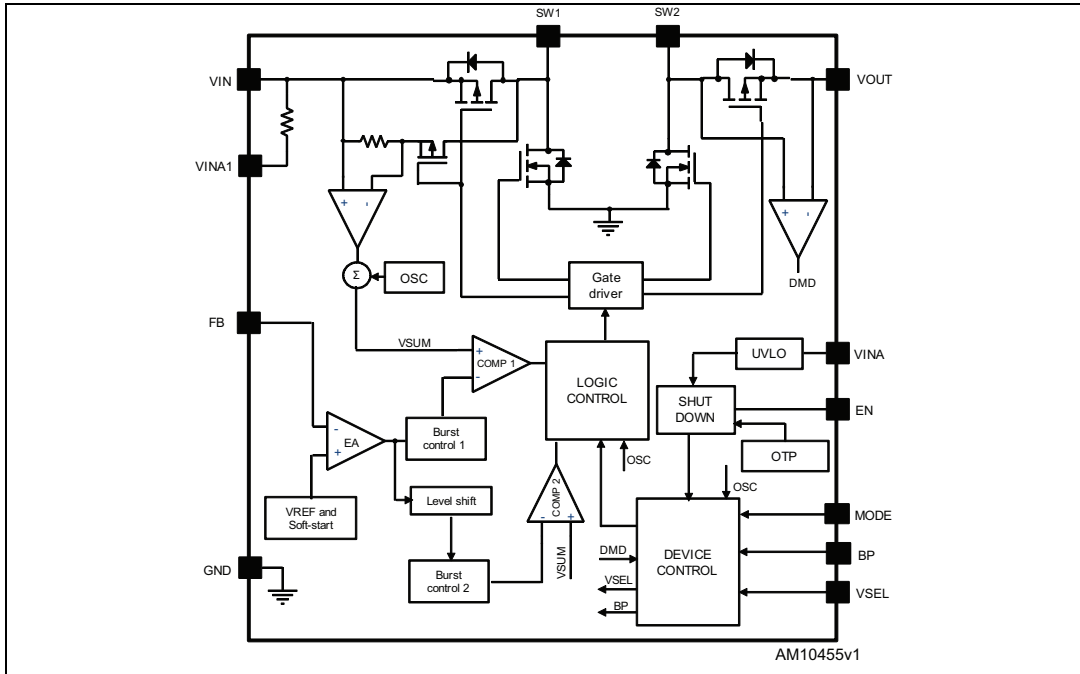 SW1
SW2
VIN
VOUT
VINA1
+
-
+
-
DMD
Σ
OSC
Gate
driver
FB
VSUM
+
COMP 1
-
LOGIC
CONTROL
UVLO
VINA
SHUT
DOWN
EN
OTP
-
EA
+
Burst
control 1
OSC
OSC
VREF and
Soft-start
Level shift
COMP 2
-
+
VSUM
MODE
GND
Burst
control 2
DMD
VSEL
BP
DEVICE
CONTROL
BP
VSEL
AM10455v1